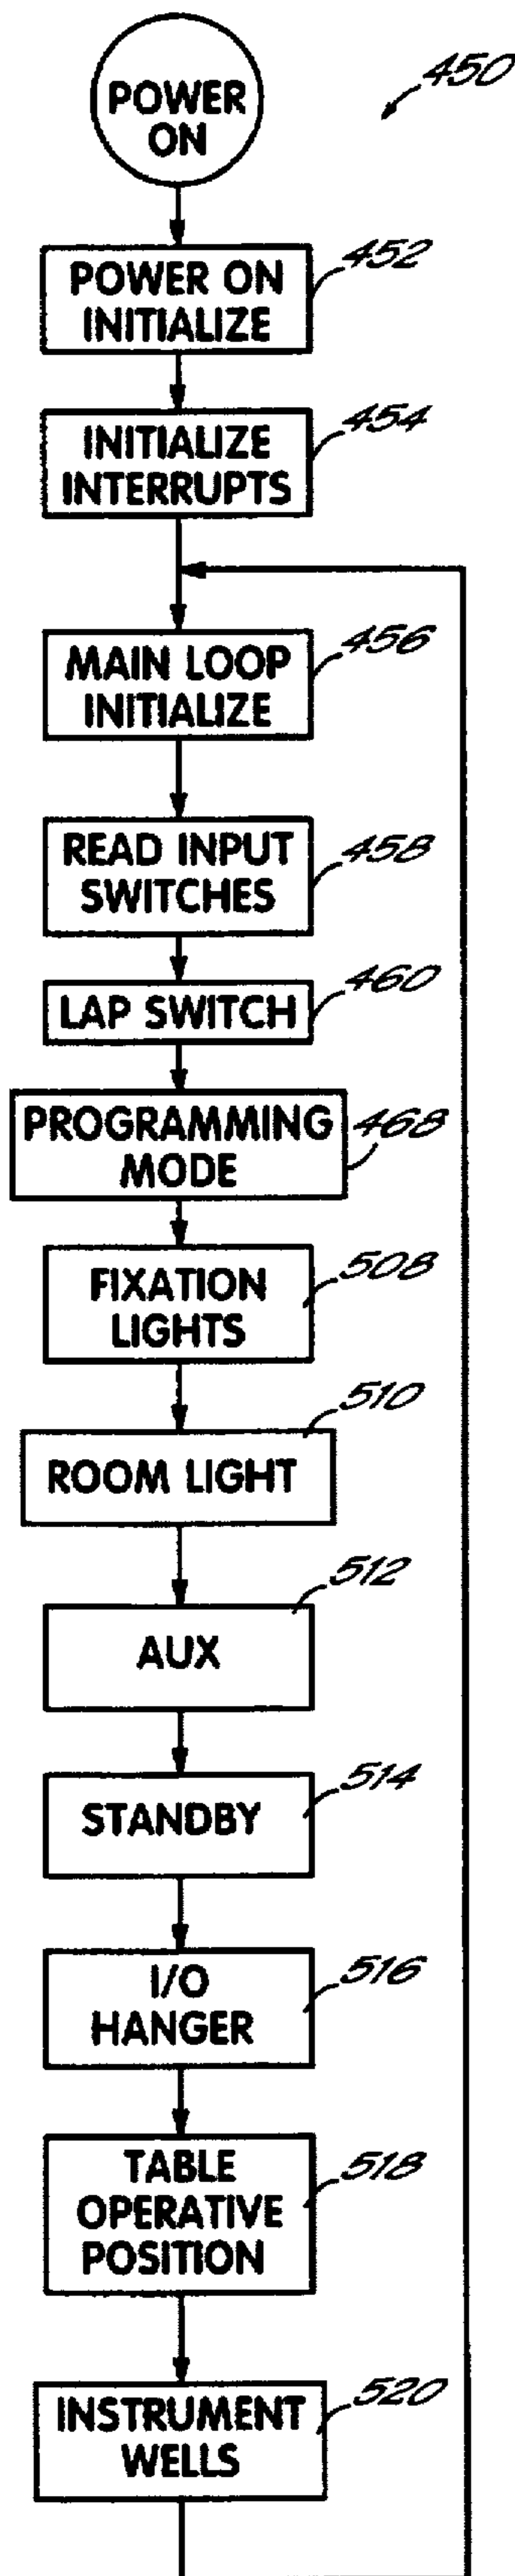 POWER
ON
450
POWER ON
INITIALIZE
452
INITIALIZE
INTERRUPTS
454
MAIN LOOP
INITIALIZE
456
READ INPUT
SWITCHES
458
LAP SWITCH
460
PROGRAMMING
MODE
468
FIXATION
LIGHTS
508
ROOM LIGHT
510
AUX
512
STANDBY
514
I/O
HANGER
516
TABLE
OPERATIVE
POSITION
518
INSTRUMENT
WELLS
520